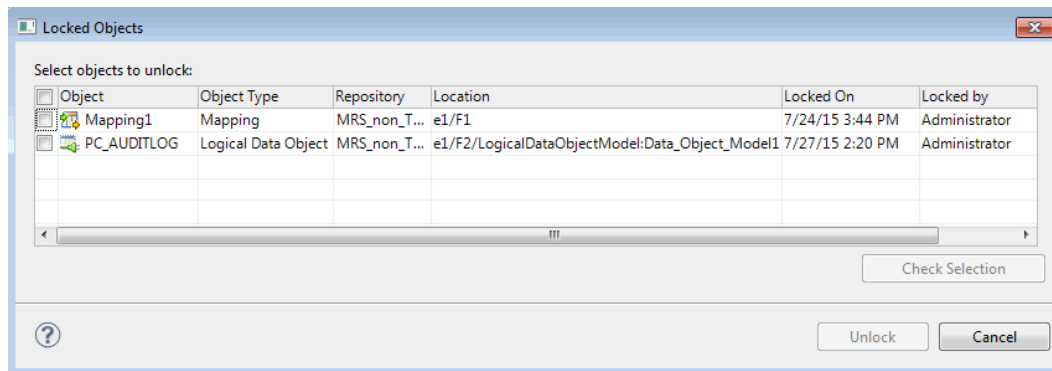 Locked Objects
Select objects to unlock:
Object Object Type Repository Location Locked On Locked by
Mapping1 Mapping MRS_non_T... e1/F1 7/24/15 3:44 PM Administrator
PC_AUDITLOG Logical Data Object MRS_non_T... e1/F2/LogicalDataObjectModel:Data_Object_Model1 7/27/15 2:20 PM Administrator
Check Selection
Unlock Cancel